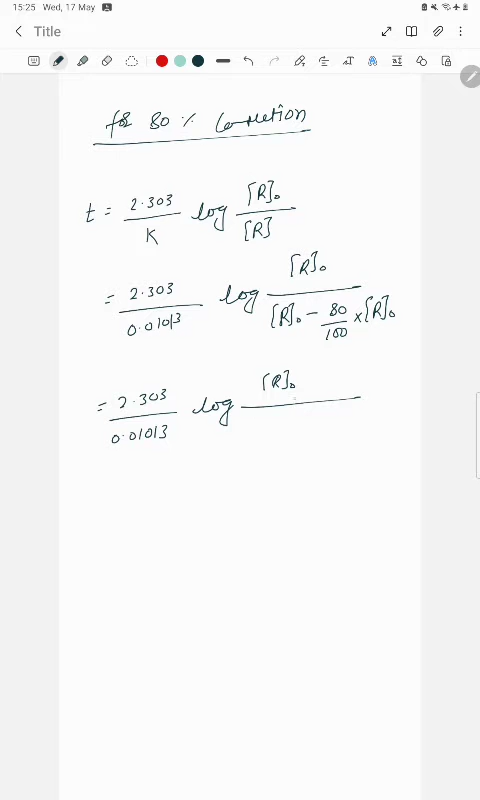 15:25 Wed, 17 May
Title
for 80 % Completion
t = 2.303/K log [R]₀/[R]
= 2.303/0.01013 log [R]₀/([R]₀ - 80/100 × [R]₀)
= 2.303/0.01013 log [R]₀/